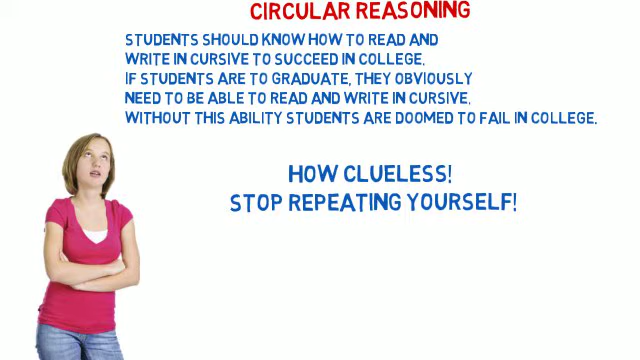 CIRCULAR REASONING
STUDENTS SHOULD KNOW HOW TO READ AND
WRITE IN CURSIVE TO SUCCEED IN COLLEGE.
IF STUDENTS ARE TO GRADUATE, THEY OBVIOUSLY
NEED TO BE ABLE TO READ AND WRITE IN CURSIVE.
WITHOUT THIS ABILITY STUDENTS ARE DOOMED TO FAIL IN COLLEGE.
HOW CLUELESS!
STOP REPEATING YOURSELF!